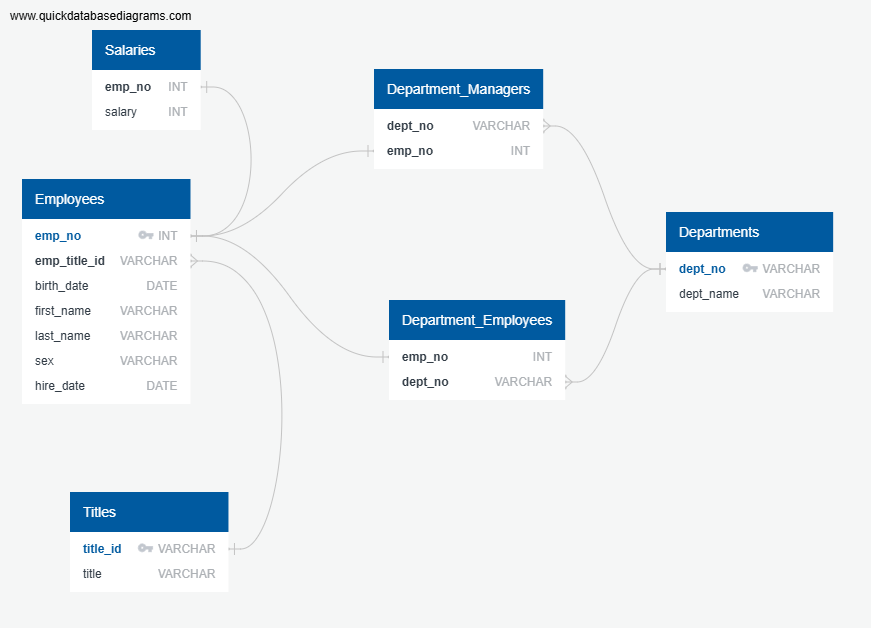 www.quickdatabasediagrams.com
Salaries
emp_no INT
salary INT
Employees
emp_no INT
emp_title_id VARCHAR
birth_date DATE
first_name VARCHAR
last_name VARCHAR
sex VARCHAR
hire_date DATE
Titles
title_id VARCHAR
title VARCHAR
Department_Managers
dept_no VARCHAR
emp_no INT
Department_Employees
emp_no INT
dept_no VARCHAR
Departments
dept_no VARCHAR
dept_name VARCHAR